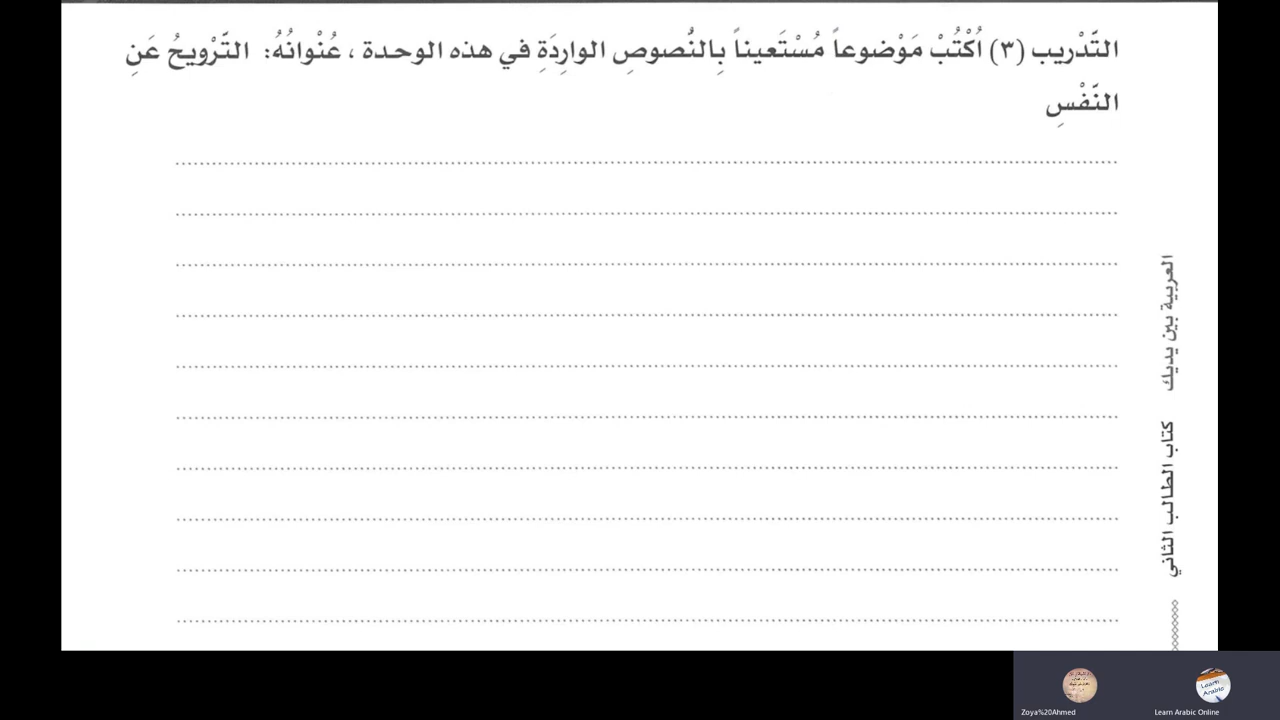 التَّدْريب (٣) اُكْتُبْ مَوْضوعاً مُسْتَعيناً بِالنُّصوصِ الوارِدَةِ في هذه الوحدة ، عُنْوانُهُ: التَّرْويحُ عَنِ
النَّفْسِ
العربية بين يديك
كتاب الطالب الثاني
Zoya%20Ahmed
Learn Arabic Online